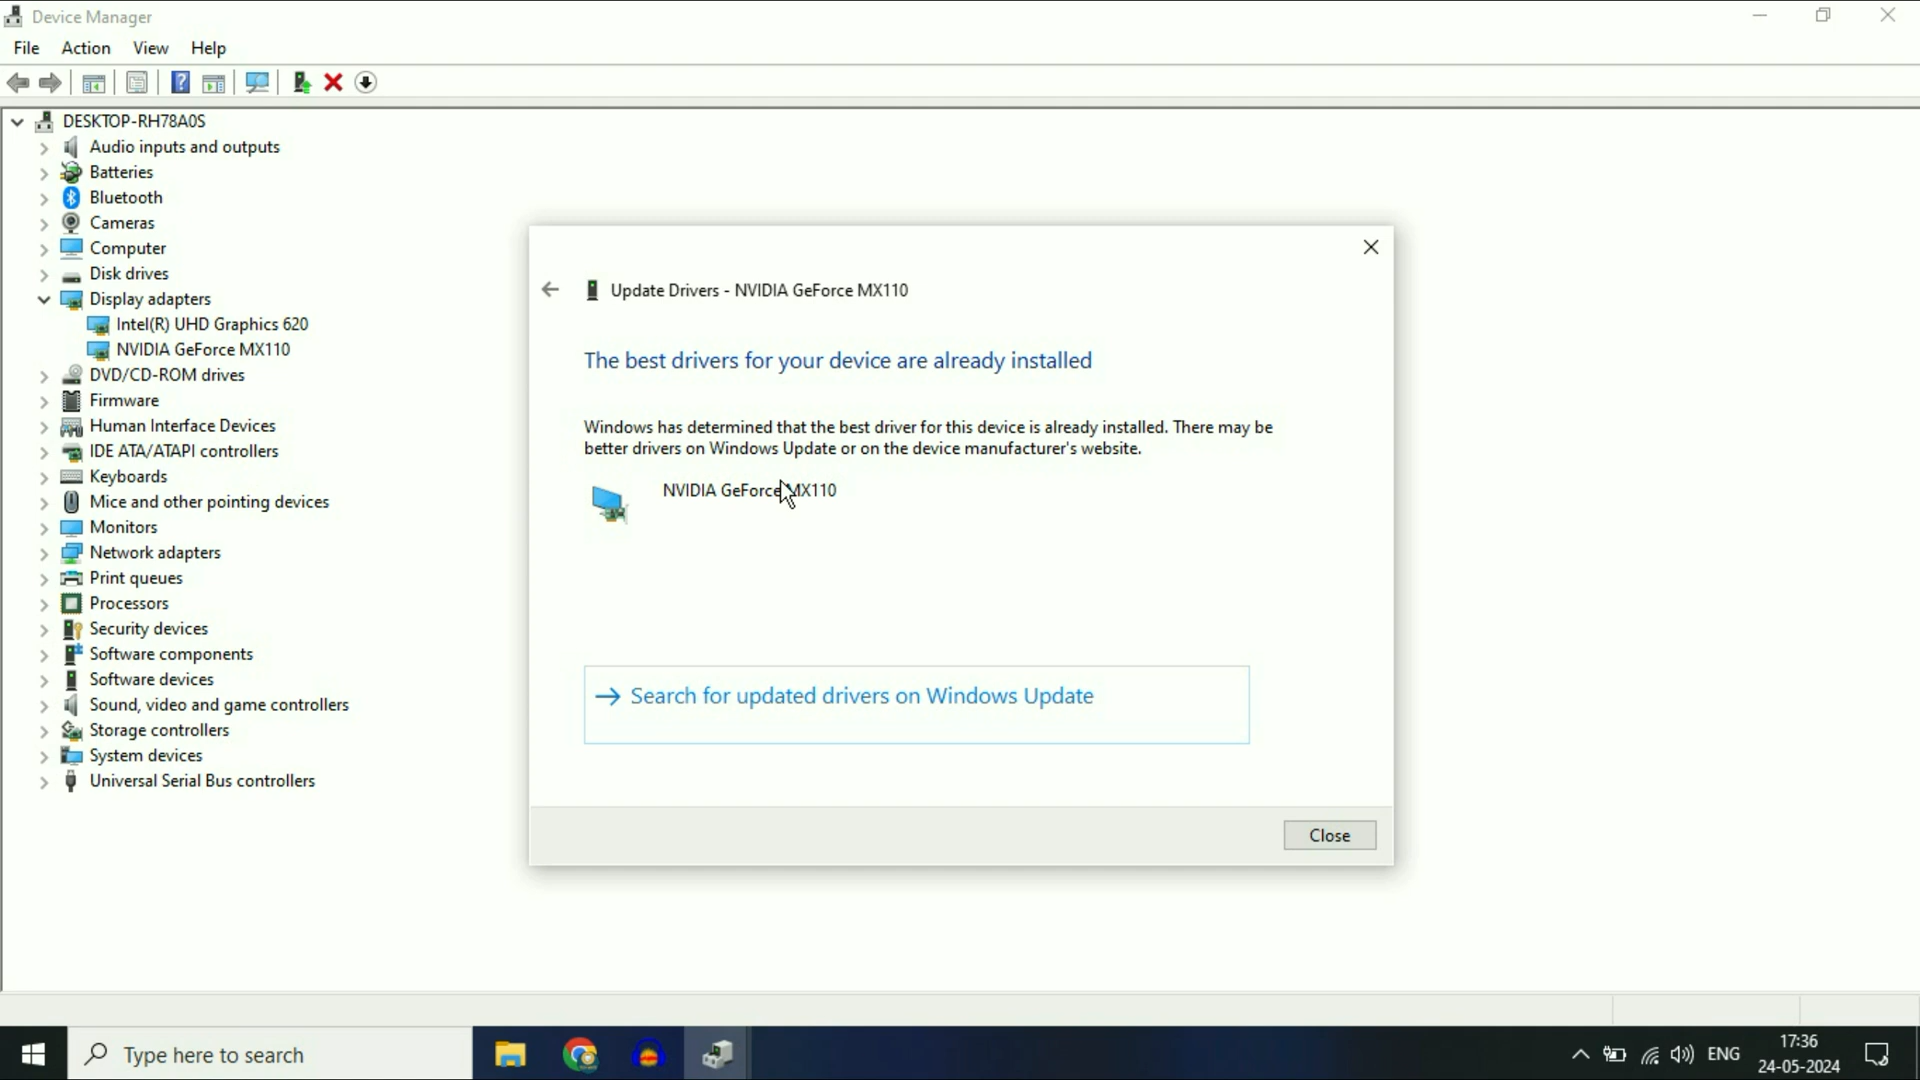 Device Manager
File Action View Help
DESKTOP-RH78A0S
Audio inputs and outputs
Batteries
Bluetooth
Cameras
Computer
Disk drives
Display adapters
Intel(R) UHD Graphics 620
NVIDIA GeForce MX110
DVD/CD-ROM drives
Firmware
Human Interface Devices
IDE ATA/ATAPI controllers
Keyboards
Mice and other pointing devices
Monitors
Network adapters
Print queues
Processors
Security devices
Software components
Software devices
Sound, video and game controllers
Storage controllers
System devices
Universal Serial Bus controllers
Update Drivers - NVIDIA GeForce MX110
The best drivers for your device are already installed
Windows has determined that the best driver for this device is already installed. There may be
better drivers on Windows Update or on the device manufacturer's website.
NVIDIA GeForce MX110
Search for updated drivers on Windows Update
Close
Type here to search
ENG
17:36
24-05-2024